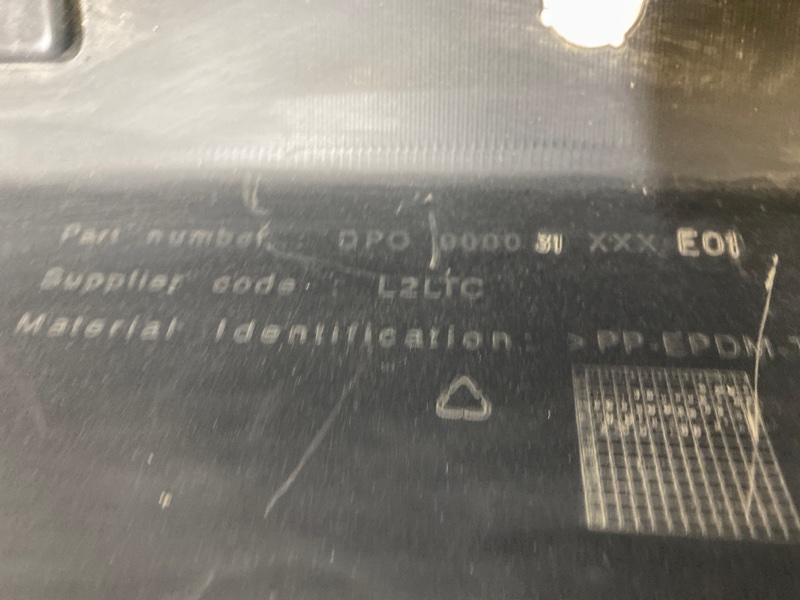 Part number : DPO 0000 31 XXX E01
Supplier code : L2LTC
Material Identification: >PP-EPDM-